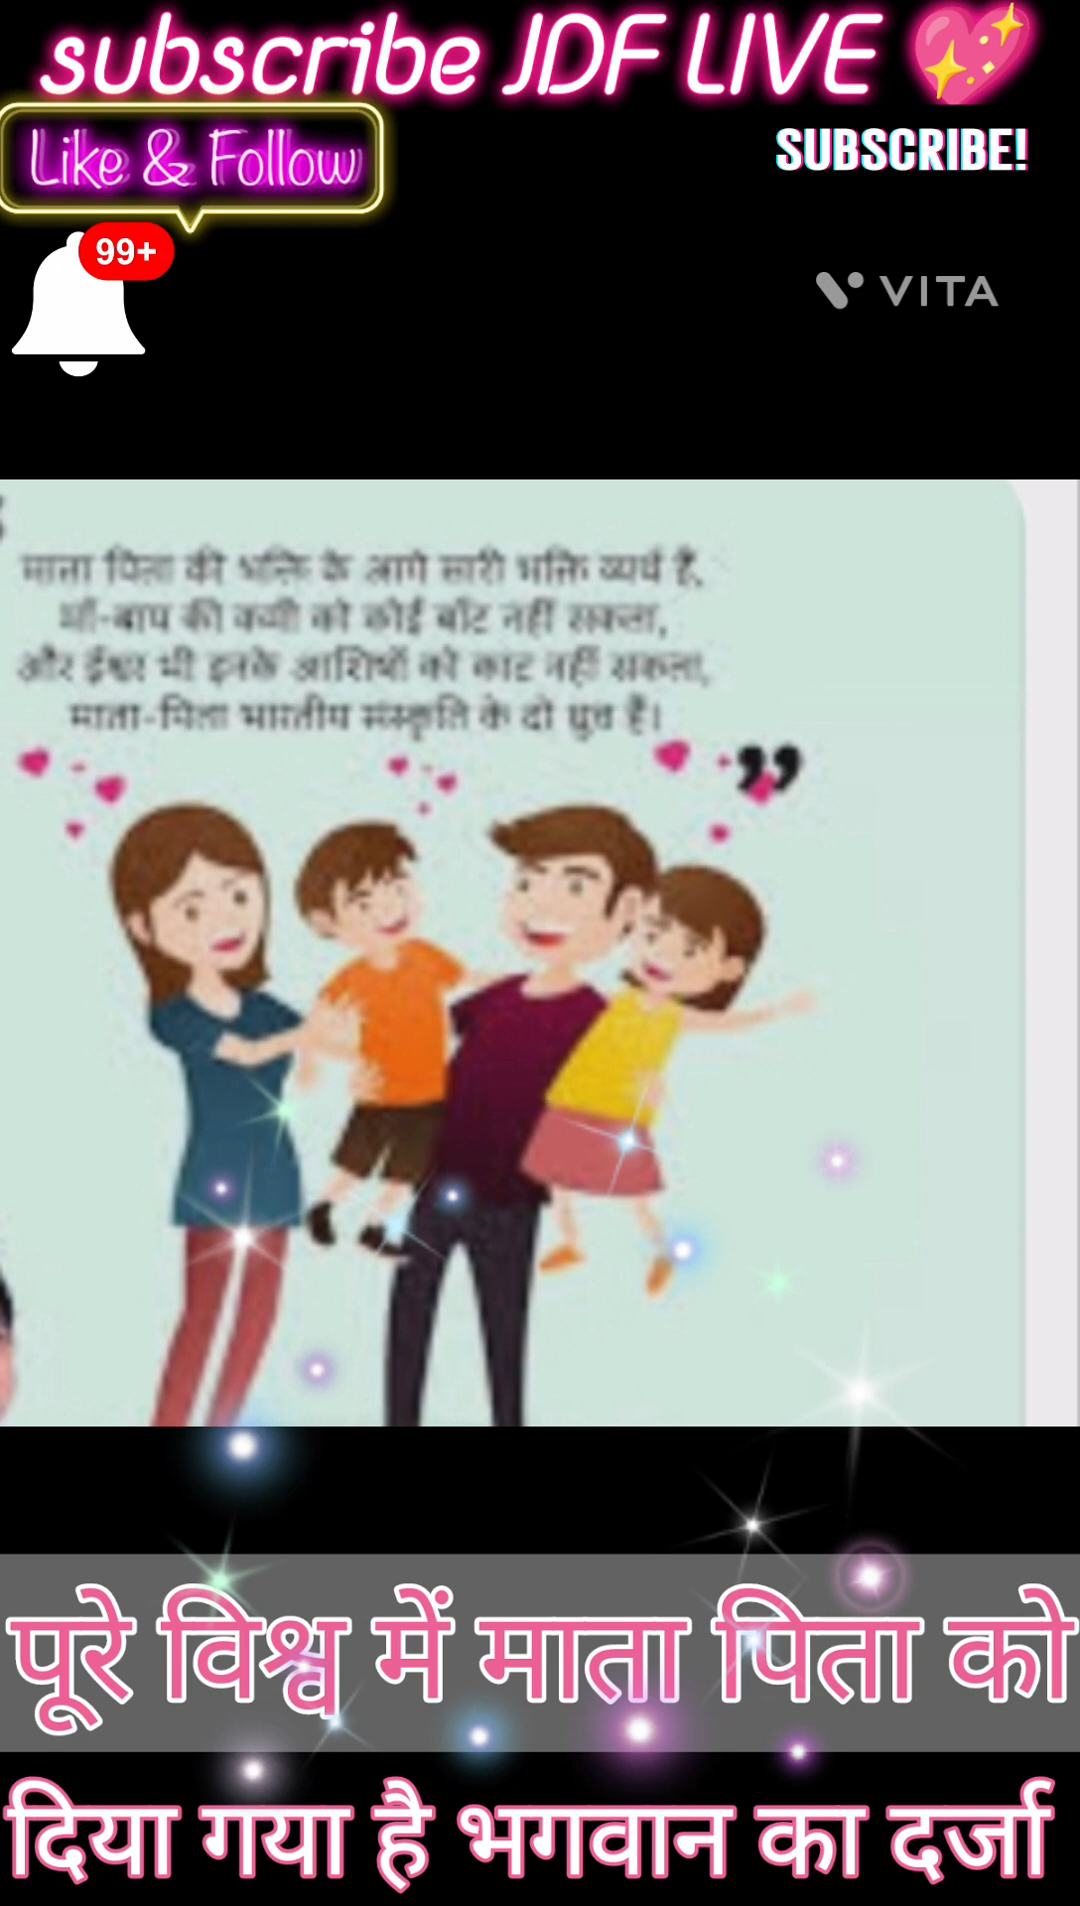 subscribe JDF LIVE
Like & Follow
SUBSCRIBE!
99+
VITA
माता पिता की भक्ति के आगे सारी भक्ति व्यर्थ हैं,
माँ-बाप की कमी को कोई बाँट नहीं सकता,
और ईश्वर भी इनके आशिषों को काट नहीं सकता,
माता-पिता भारतीय संस्कृति के दो ध्रुव हैं।
”
पूरे विश्व में माता पिता को
दिया गया है भगवान का दर्जा